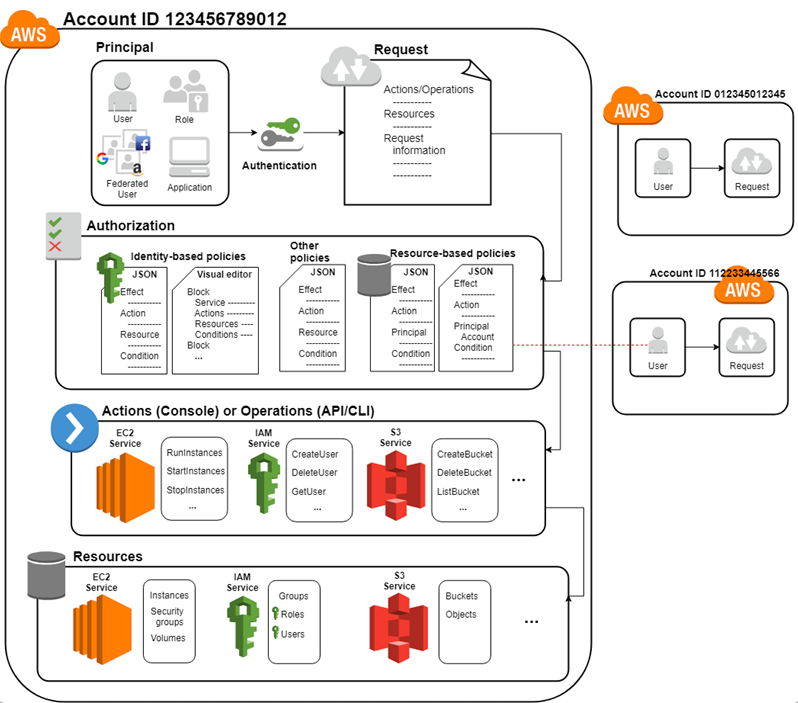 AWS
Account ID 123456789012
Principal
User
Role
Federated
User
Application
G
f
a
Authentication
Request
Actions/Operations
-----------
Resources
-----------
Request
information
-----------
-----------
AWS
Account ID 012345012345
User
Request
Account ID 112233445566
AWS
User
Request
Authorization
Identity-based policies
JSON
Effect
-----------
Action
-----------
Resource
-----------
Condition
-----------
Visual editor
Block
Service ---------
Actions ---------
Resources ----
Conditions ----
Block
...
Other
policies
JSON
Effect
-----------
Action
-----------
Resource
-----------
Condition
-----------
Resource-based policies
JSON
Effect
-----------
Action
-----------
Principal
-----------
Condition
-----------
JSON
Effect
-----------
Action
-----------
Principal
Account
Condition
-----------
Actions (Console) or Operations (API/CLI)
EC2
Service
RunInstances
StartInstances
StopInstances
...
IAM
Service
CreateUser
DeleteUser
GetUser
...
S3
Service
CreateBucket
DeleteBucket
ListBucket
...
...
Resources
EC2
Service
Instances
Security
groups
Volumes
IAM
Service
Groups
Roles
Users
S3
Service
Buckets
Objects
...